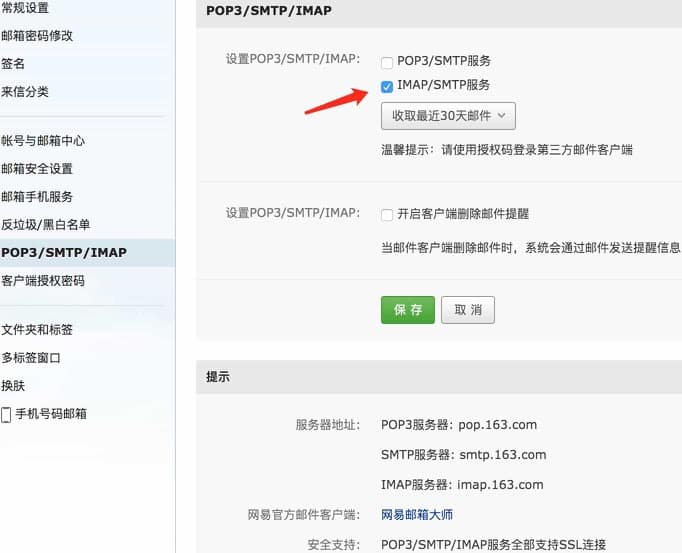 常规设置
邮箱密码修改
签名
来信分类
帐号与邮箱中心
邮箱安全设置
邮箱手机服务
反垃圾/黑白名单
POP3/SMTP/IMAP
客户端授权密码
文件夹和标签
多标签窗口
换肤
手机号码邮箱
POP3/SMTP/IMAP
设置POP3/SMTP/IMAP: POP3/SMTP服务
IMAP/SMTP服务
收取最近30天邮件
温馨提示：请使用授权码登录第三方邮件客户端
设置POP3/SMTP/IMAP: 开启客户端删除邮件提醒
当邮件客户端删除邮件时，系统会通过邮件发送提醒信息
保 存 取 消
提示
服务器地址: POP3服务器: pop.163.com
SMTP服务器: smtp.163.com
IMAP服务器: imap.163.com
网易官方邮件客户端: 网易邮箱大师
安全支持: POP3/SMTP/IMAP服务全部支持SSL连接